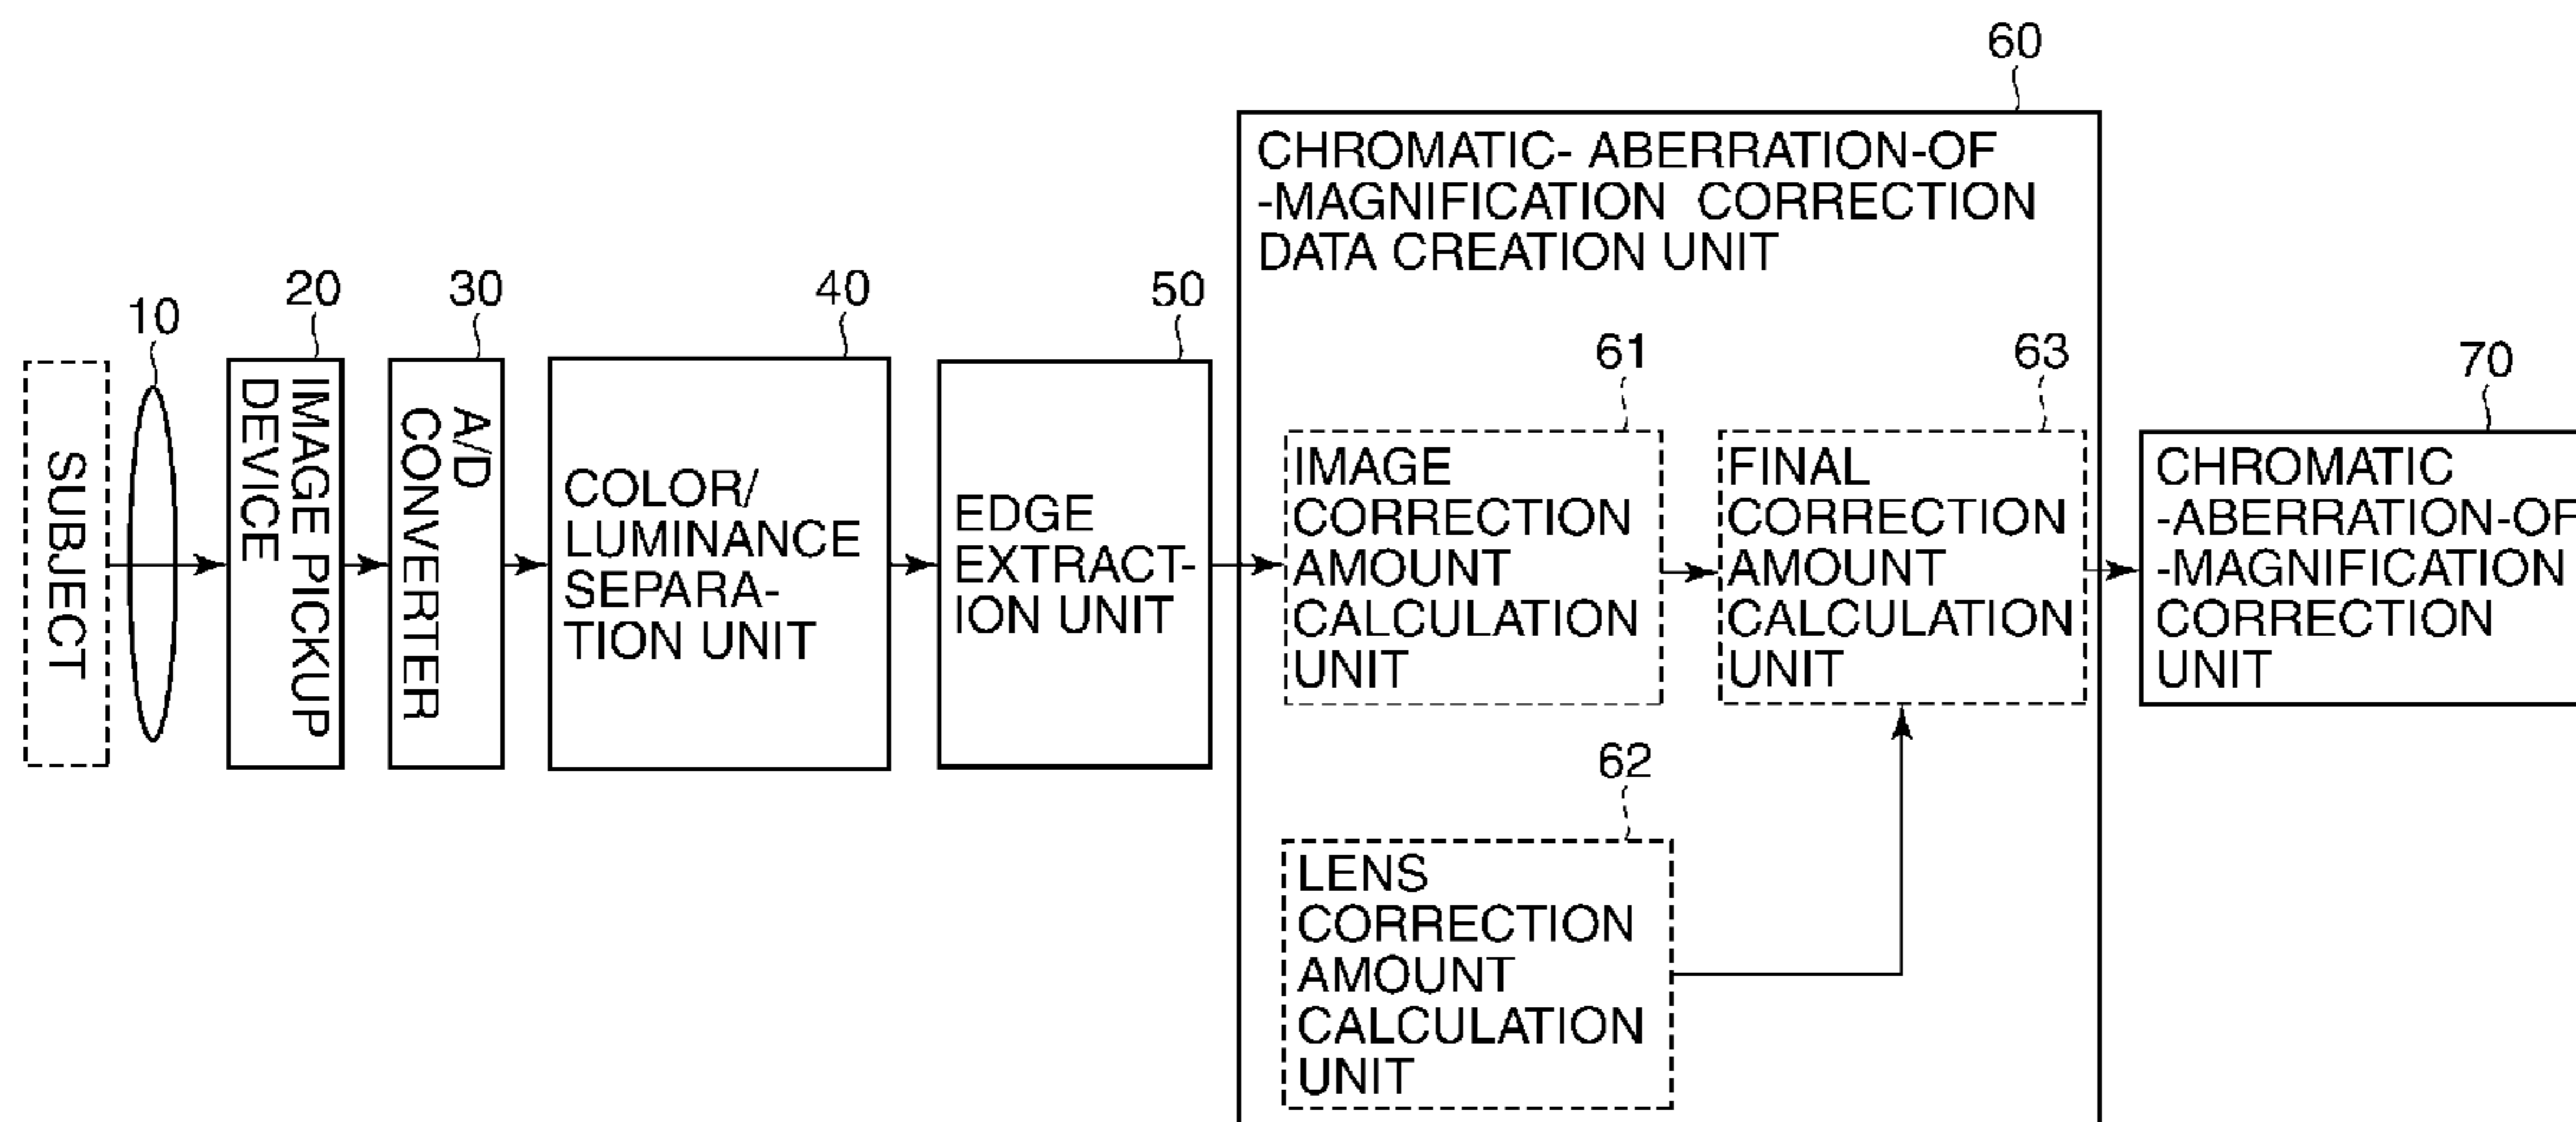 60
CHROMATIC- ABERRATION-OF
-MAGNIFICATION CORRECTION
DATA CREATION UNIT
10
20
30
40
50
SUBJECT
IMAGE PICKUP
DEVICE
A/D
CONVERTER
COLOR/
LUMINANCE
SEPARA-
TION UNIT
EDGE
EXTRACT-
ION UNIT
61
IMAGE
CORRECTION
AMOUNT
CALCULATION
UNIT
63
FINAL
CORRECTION
AMOUNT
CALCULATION
UNIT
62
LENS
CORRECTION
AMOUNT
CALCULATION
UNIT
70
CHROMATIC
-ABERRATION-OF
-MAGNIFICATION
CORRECTION
UNIT